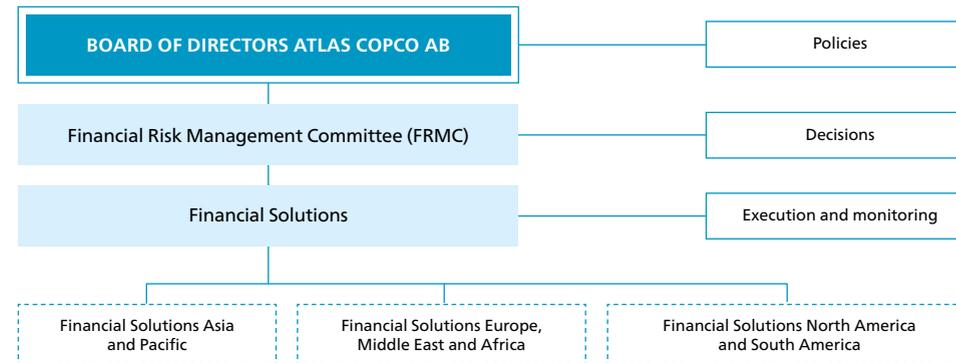 BOARD OF DIRECTORS ATLAS COPCO AB
Policies
Financial Risk Management Committee (FRMC)
Decisions
Financial Solutions
Execution and monitoring
Financial Solutions Asia
and Pacific
Financial Solutions Europe,
Middle East and Africa
Financial Solutions North America
and South America